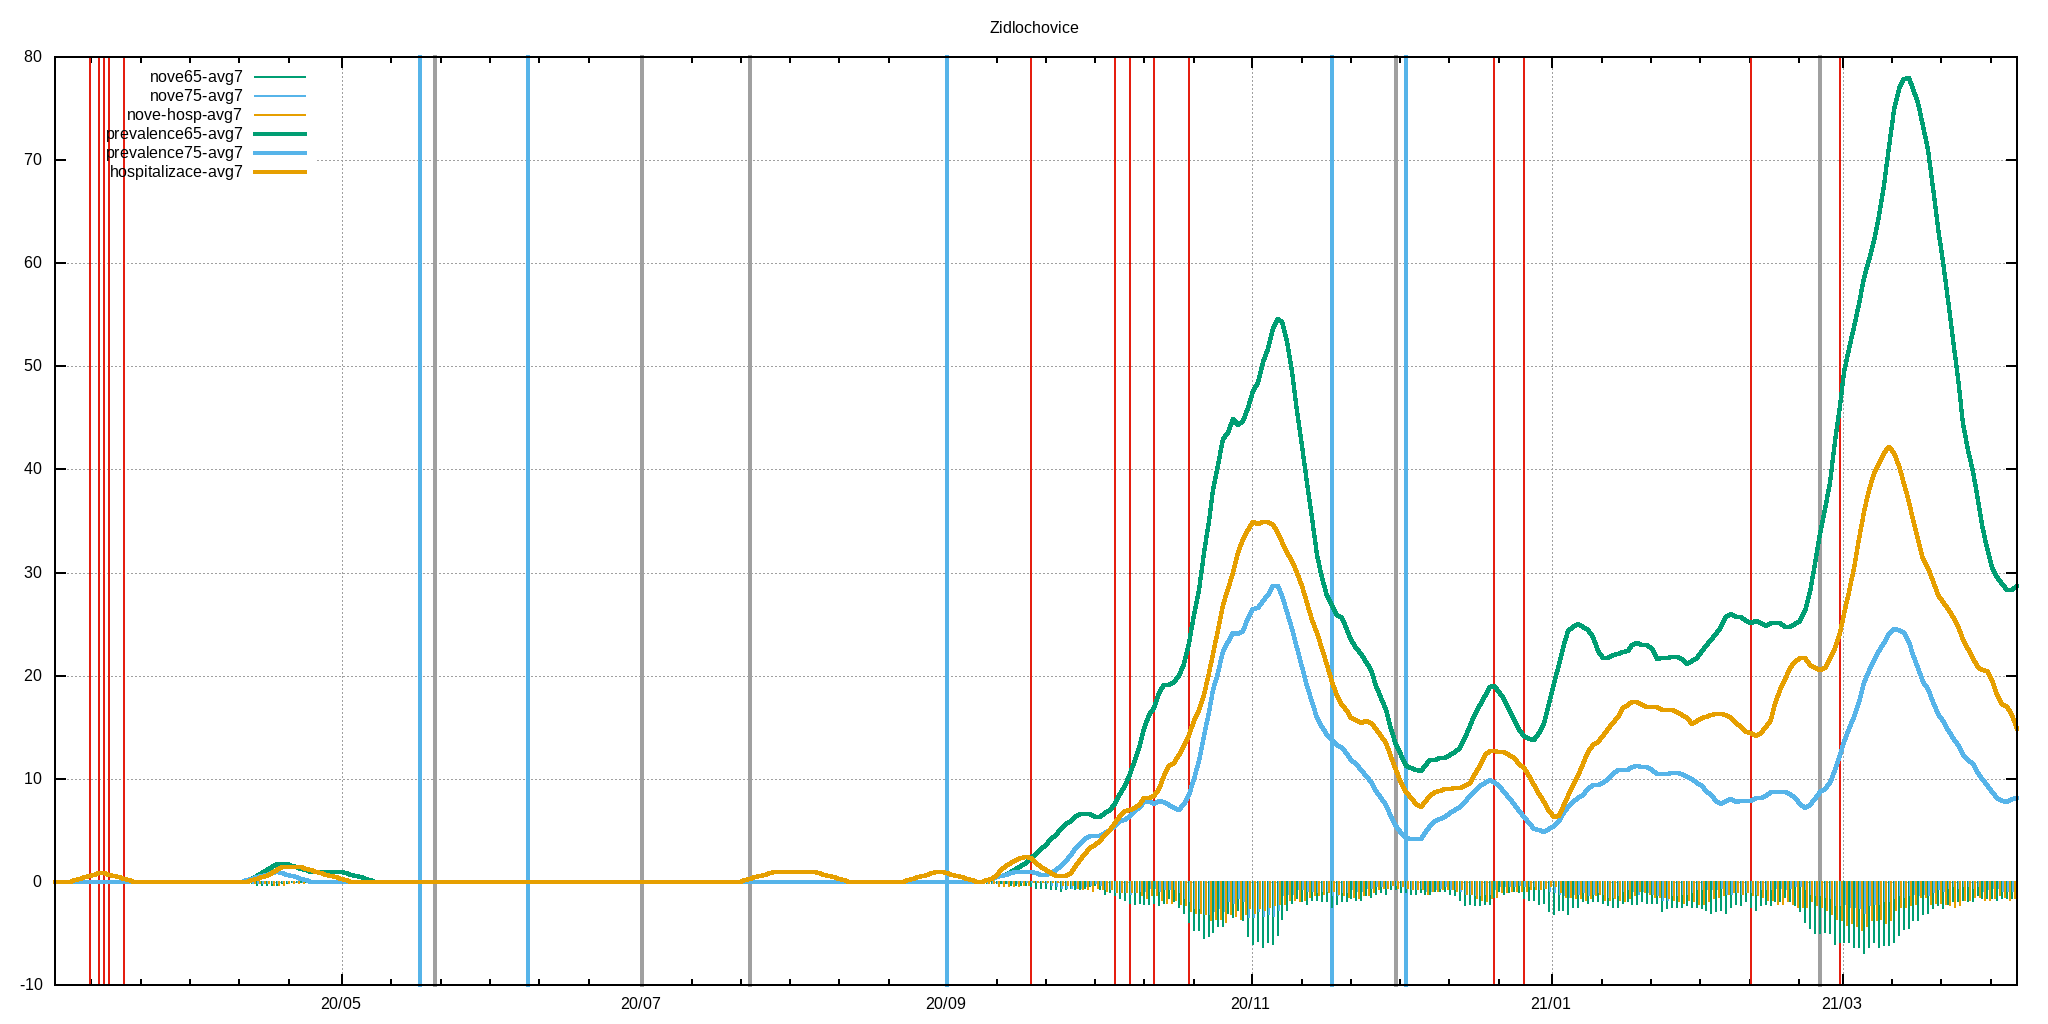 Zidlochovice
80
70
60
50
40
30
20
10
0
-10
nove65-avg7
nove75-avg7
nove-hosp-avg7
prevalence65-avg7
prevalence75-avg7
hospitalizace-avg7
20/05
20/07
20/09
20/11
21/01
21/03